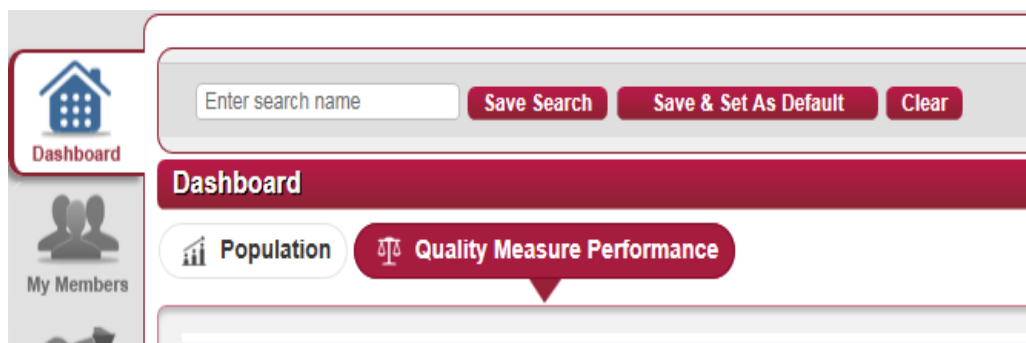 Enter search name
Save Search
Save & Set As Default
Clear
Dashboard
Dashboard
Population
Quality Measure Performance
My Members